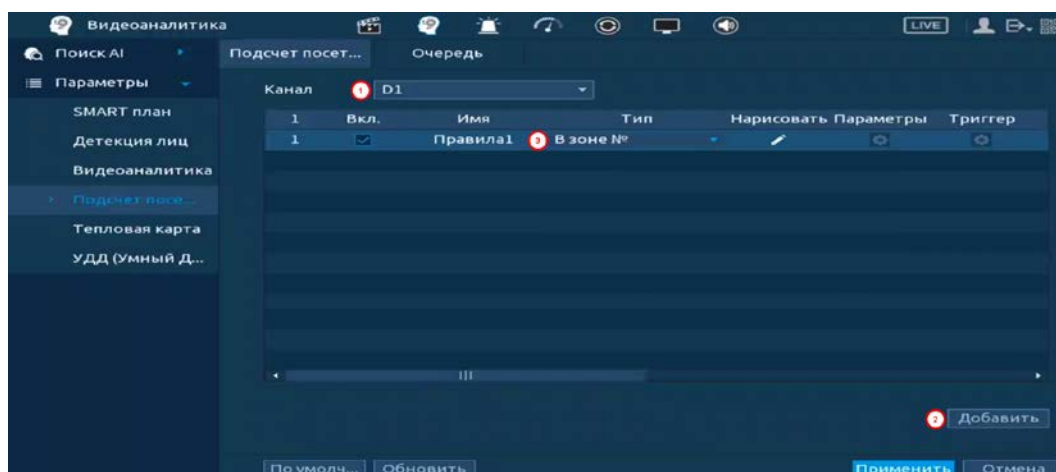 Видеоаналитика LIVE
Поиск AI
Подсчет посет... Очередь
Параметры
Канал 1 D1
SMART план
1 Вкл. Имя Тип Нарисовать Параметры Триггер
Детекция лиц
1 Правила1 3 В зоне №
Видеоаналитика
Подсчет посе...
Тепловая карта
УДД (Умный Д...
2 Добавить
По умолч... Обновить Применить Отмена